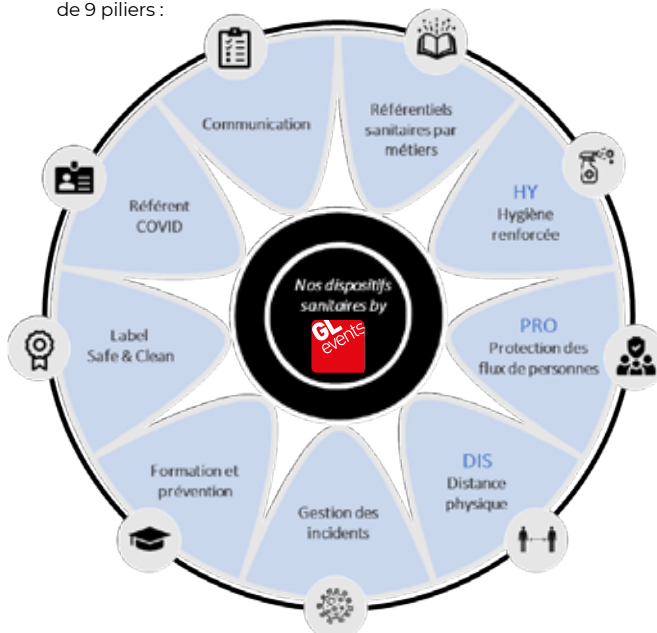 de 9 piliers :
Communication
Référentiels
sanitaires par
métiers
HY
Hygiène
renforcée
PRO
Protection des
flux de personnes
DIS
Distance
physique
Gestion des
incidents
Formation et
prévention
Label
Safe & Clean
Référent
COVID
Nos dispositifs
sanitaires by
GL
events